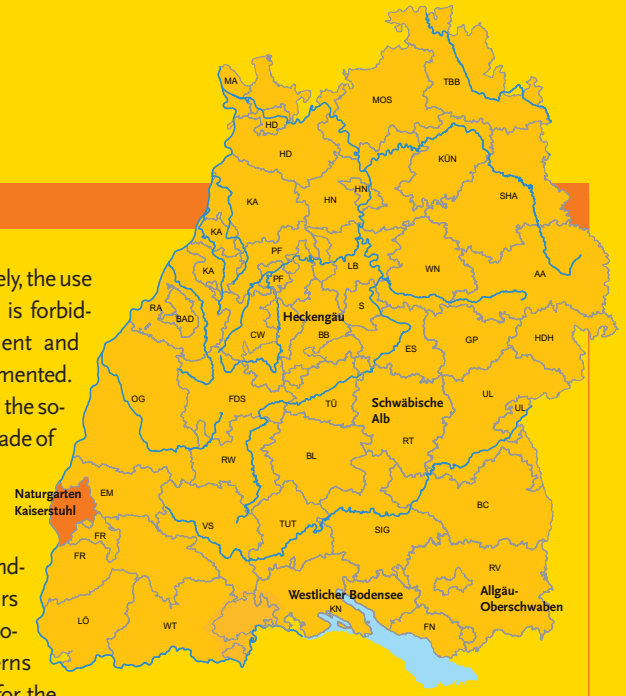 ely, the use
is forbid-
ent and
mented.
the so-
ade of
nd-
rs
o-
erns
for the
MA
HD
HD
MOS
TBB
KÜN
SHA
HN
HN
KA
KA
KA
PF
PF
LB
WN
AA
RA
BAD
CW
Heckengäu
BB
S
ES
GP
HDH
OG
FDS
TÜ
Schwäbische
Alb
RT
UL
UL
RW
BL
Naturgarten
Kaiserstuhl
EM
FR
FR
VS
TUT
SIG
BC
RV
Allgäu-
Oberschwaben
Westlicher Bodensee
KN
FN
LÖ
WT